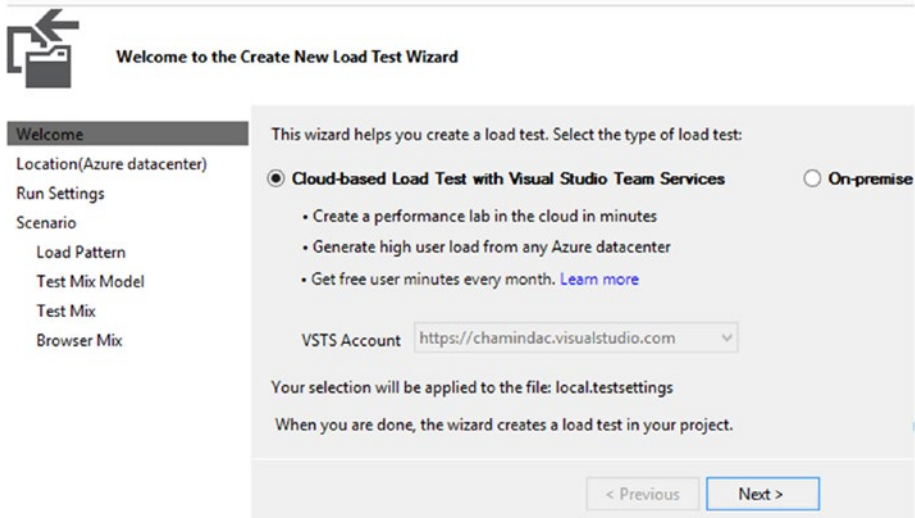 Welcome to the Create New Load Test Wizard
Welcome
Location(Azure datacenter)
Run Settings
Scenario
Load Pattern
Test Mix Model
Test Mix
Browser Mix
This wizard helps you create a load test. Select the type of load test:
Cloud-based Load Test with Visual Studio Team Services On-premise
• Create a performance lab in the cloud in minutes
• Generate high user load from any Azure datacenter
• Get free user minutes every month. Learn more
VSTS Account https://chamindac.visualstudio.com
Your selection will be applied to the file: local.testsettings
When you are done, the wizard creates a load test in your project.
< Previous Next >